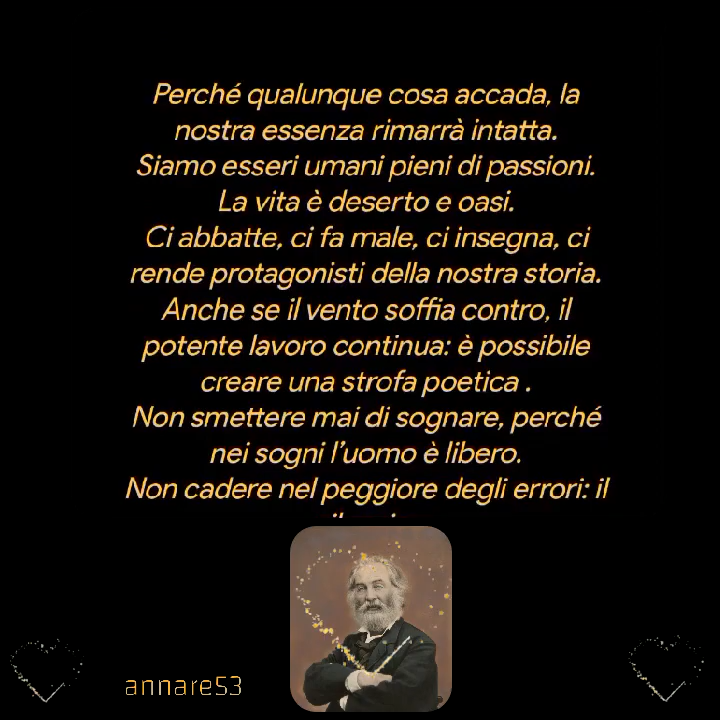 Perché qualunque cosa accada, la
nostra essenza rimarrà intatta.
Siamo esseri umani pieni di passioni.
La vita è deserto e oasi.
Ci abbatte, ci fa male, ci insegna, ci
rende protagonisti della nostra storia.
Anche se il vento soffia contro, il
potente lavoro continua: è possibile
creare una strofa poetica .
Non smettere mai di sognare, perché
nei sogni l’uomo è libero.
Non cadere nel peggiore degli errori: il
annare53